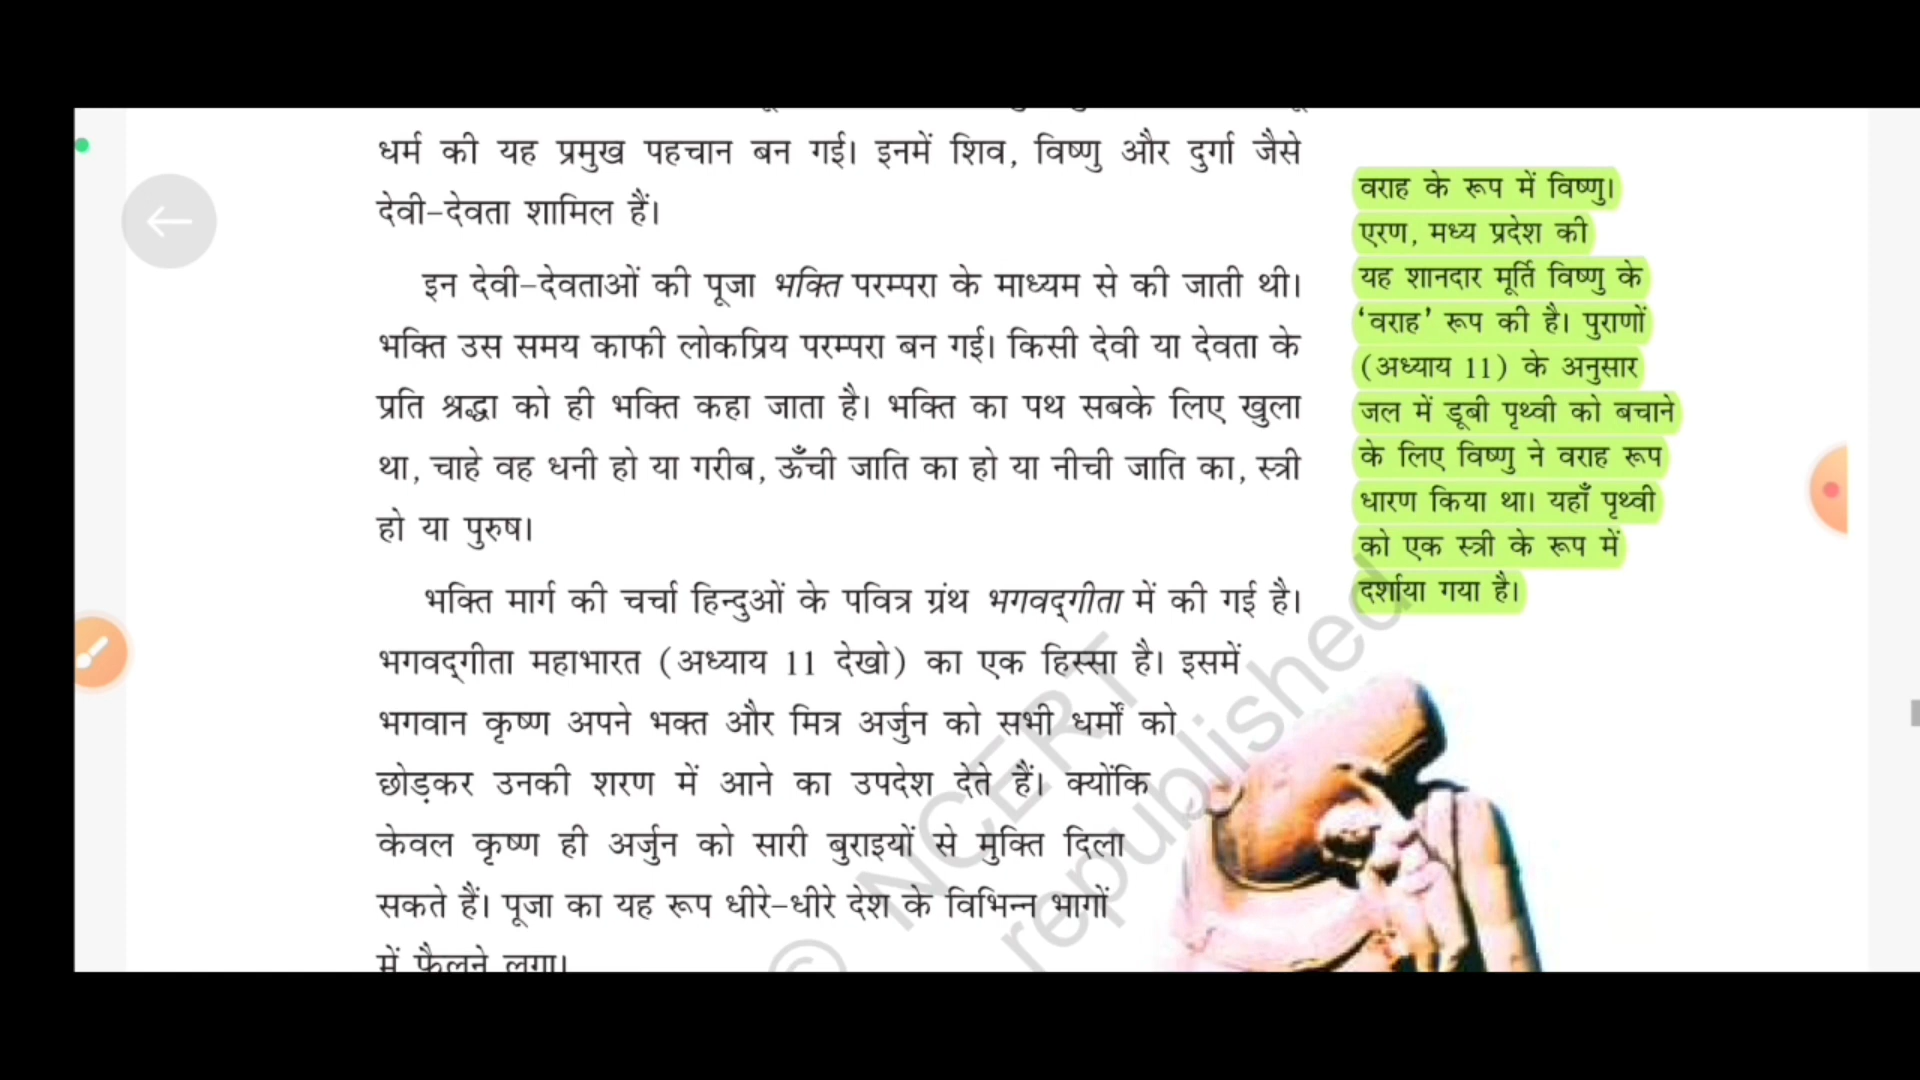 धर्म की यह प्रमुख पहचान बन गई। इनमें शिव, विष्णु और दुर्गा जैसे
देवी-देवता शामिल हैं।
इन देवी-देवताओं की पूजा भक्ति परम्परा के माध्यम से की जाती थी।
भक्ति उस समय काफी लोकप्रिय परम्परा बन गई। किसी देवी या देवता के
प्रति श्रद्धा को ही भक्ति कहा जाता है। भक्ति का पथ सबके लिए खुला
था, चाहे वह धनी हो या गरीब, ऊँची जाति का हो या नीची जाति का, स्त्री
हो या पुरुष।
भक्ति मार्ग की चर्चा हिन्दुओं के पवित्र ग्रंथ भगवद्‌गीता में की गई है।
भगवद्‌गीता महाभारत (अध्याय 11 देखो) का एक हिस्सा है। इसमें
भगवान कृष्ण अपने भक्त और मित्र अर्जुन को सभी धर्मों को
छोड़कर उनकी शरण में आने का उपदेश देते हैं। क्योंकि
केवल कृष्ण ही अर्जुन को सारी बुराइयों से मुक्ति दिला
सकते हैं। पूजा का यह रूप धीरे-धीरे देश के विभिन्न भागों
में फैलने लगा।
वराह के रूप में विष्णु।
एरण, मध्य प्रदेश की
यह शानदार मूर्ति विष्णु के
‘वराह’ रूप की है। पुराणों
(अध्याय 11) के अनुसार
जल में डूबी पृथ्वी को बचाने
के लिए विष्णु ने वराह रूप
धारण किया था। यहाँ पृथ्वी
को एक स्त्री के रूप में
दर्शाया गया है।
© NCERT
republished